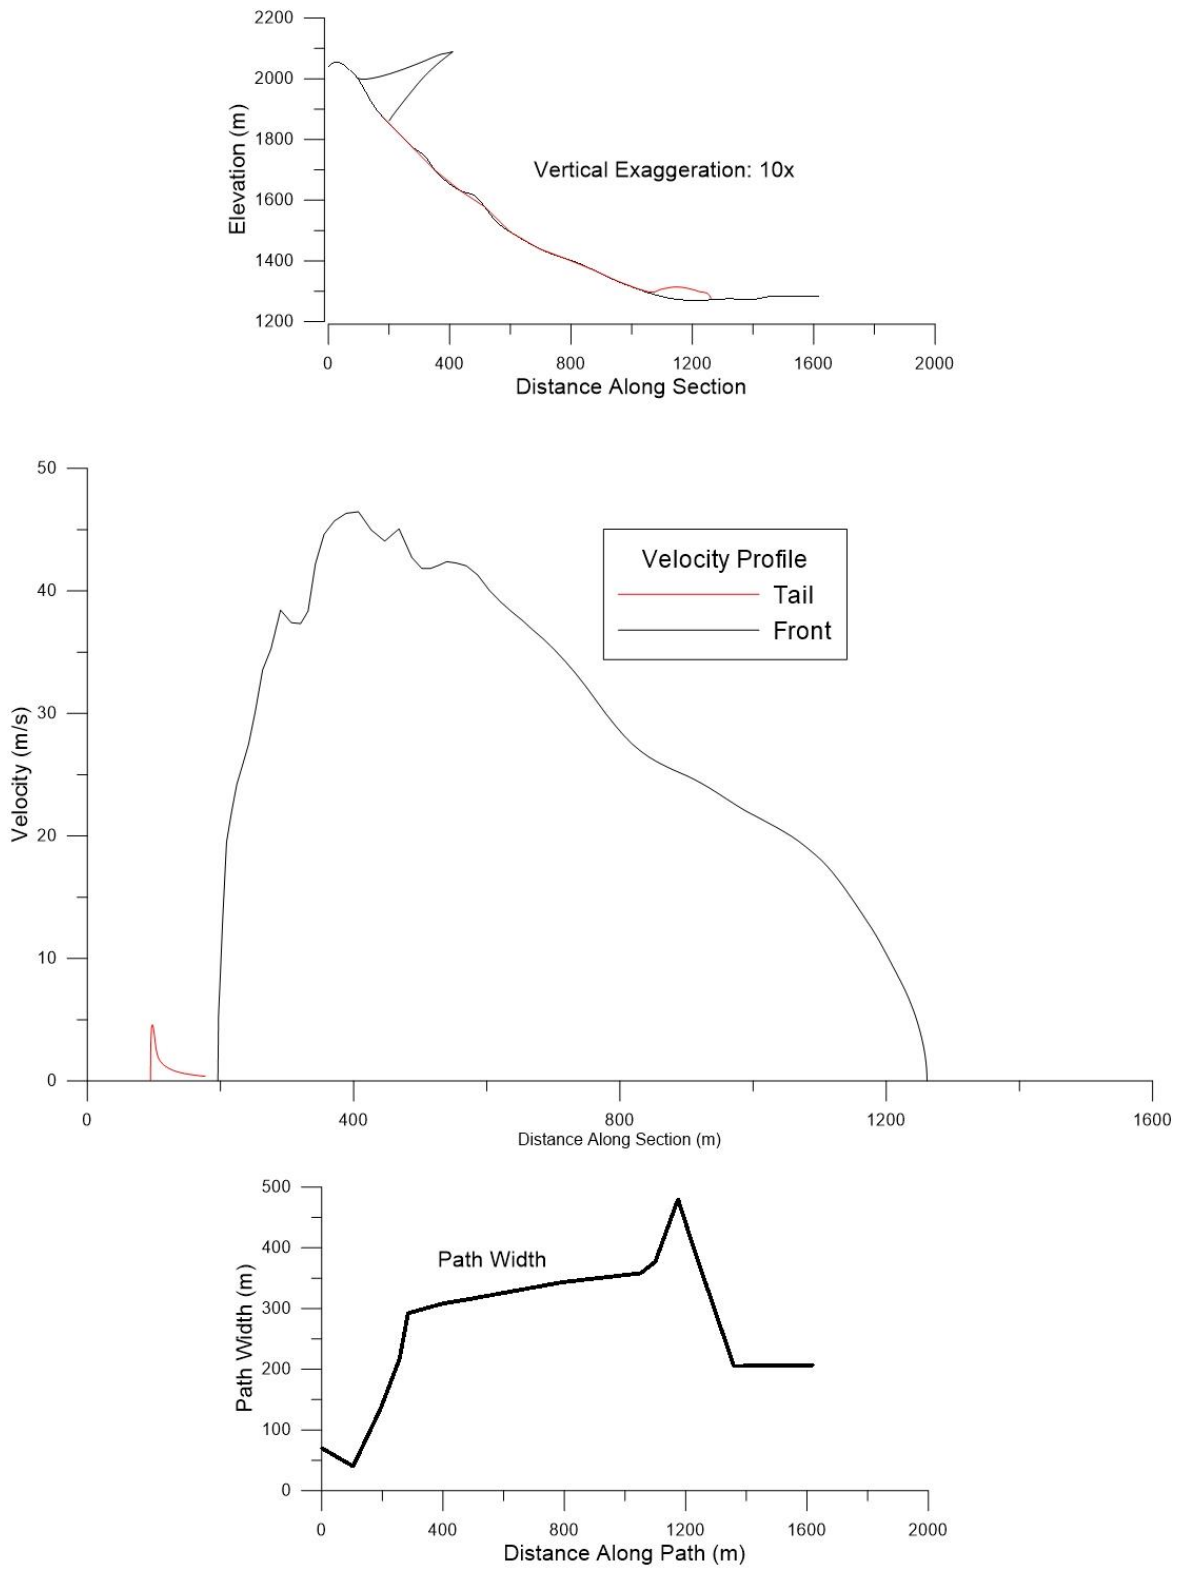 2200
2000
1800
1600
1400
1200
Elevation (m)
Vertical Exaggeration: 10x
0 400 800 1200 1600 2000
Distance Along Section
50
40
30
20
10
0
Velocity (m/s)
Velocity Profile
Tail
Front
0 400 800 1200 1600
Distance Along Section (m)
500
400
300
200
100
0
Path Width (m)
Path Width
0 400 800 1200 1600 2000
Distance Along Path (m)